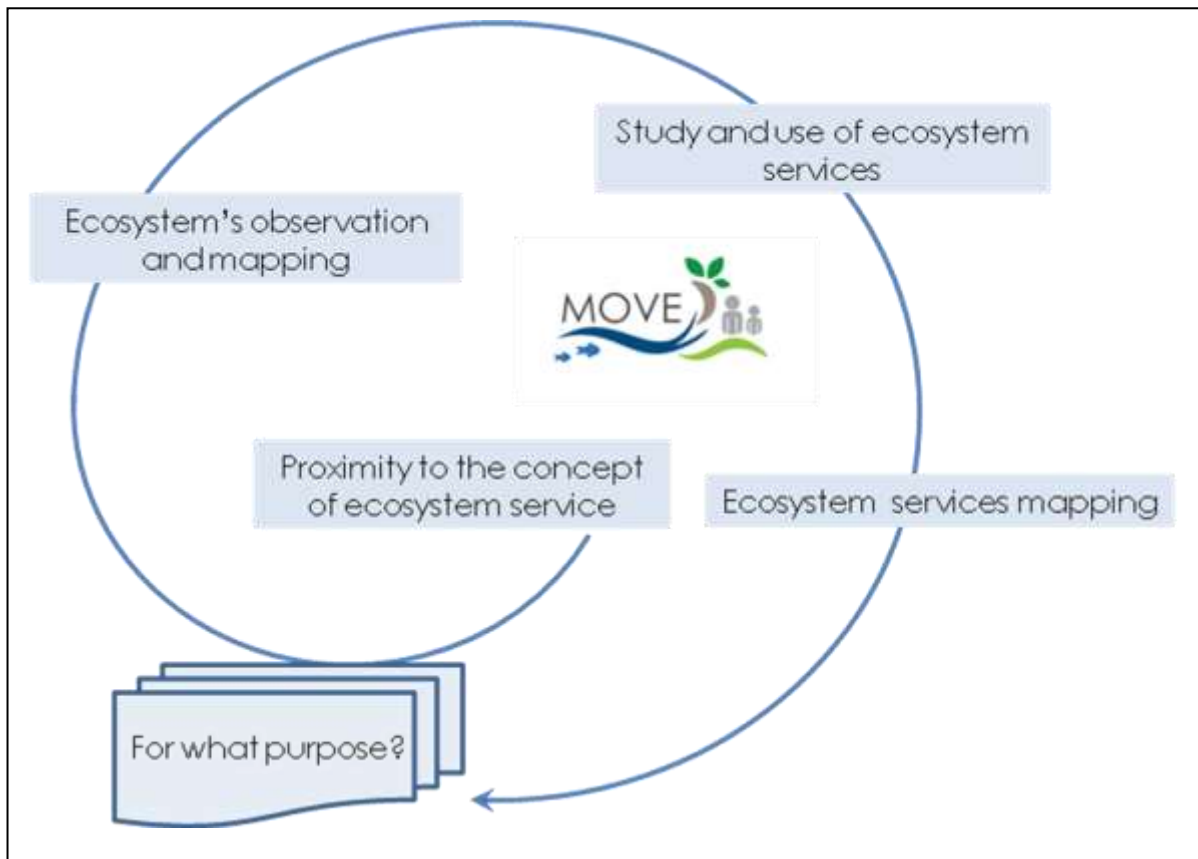 Study and use of ecosystem
services
Ecosystem's observation
and mapping
MOVE
Proximity to the concept
of ecosystem service
Ecosystem services mapping
For what purpose?